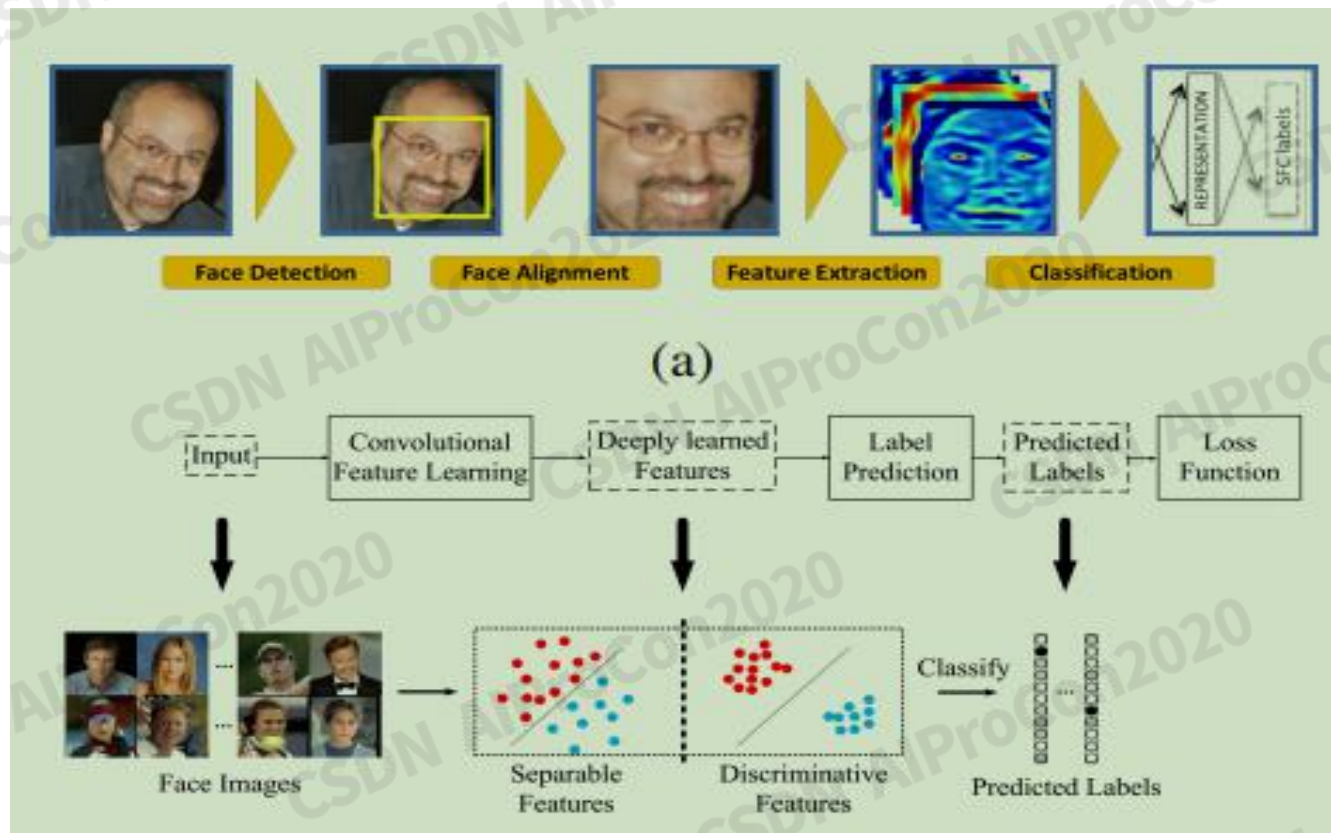 REPRESENTATION
SFC labels
Face Detection
Face Alignment
Feature Extraction
Classification
(a)
Input
Convolutional
Feature Learning
Deeply learned
Features
Label
Prediction
Predicted
Labels
Loss
Function
...
...
Classify
...
Face Images
Separable
Features
Discriminative
Features
Predicted Labels
CSDN AIProCon2020